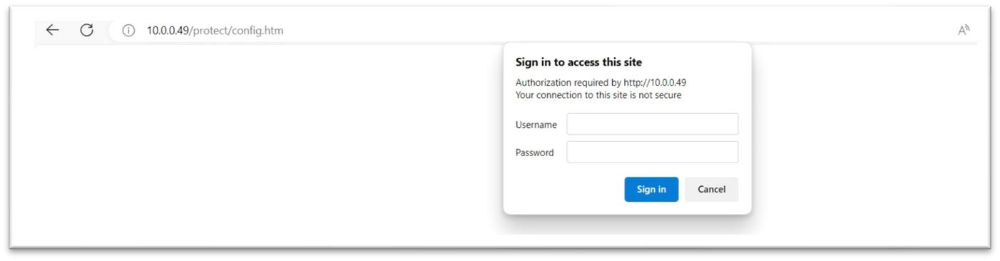 10.0.0.49/protect/config.htm
Sign in to access this site
Authorization required by http://10.0.0.49
Your connection to this site is not secure
Username
Password
Sign in Cancel